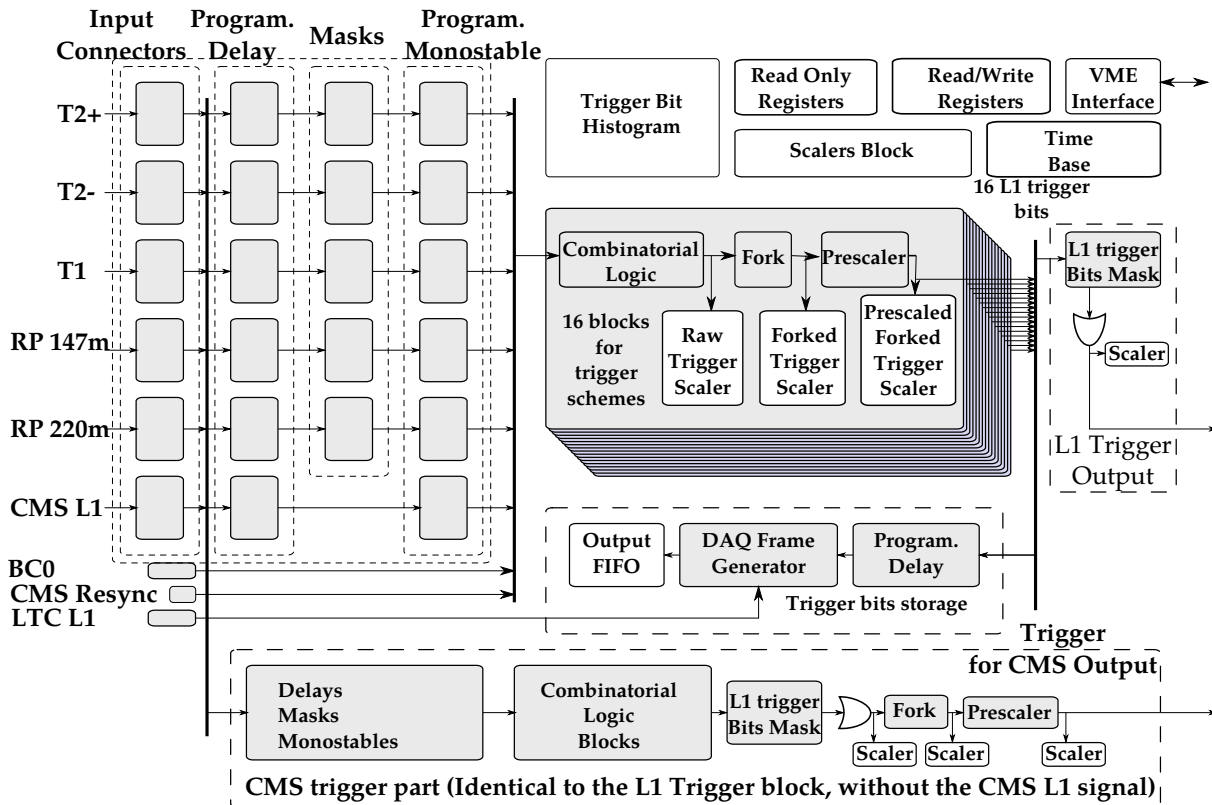 Input
Connectors
Program.
Delay
Masks
Program.
Monostable
T2+
T2-
T1
RP 147m
RP 220m
CMS L1
BC0
CMS Resync
LTC L1
Trigger Bit
Histogram
Read Only
Registers
Read/Write
Registers
VME
Interface
Scalers Block
Time
Base
16 L1 trigger
bits
Combinatorial
Logic
Fork
Prescaler
16 blocks
for
trigger
schemes
Raw
Trigger
Scaler
Forked
Trigger
Scaler
Prescaled
Forked
Trigger
Scaler
L1 trigger
Bits Mask
Scaler
L1 Trigger
Output
Output
FIFO
DAQ Frame
Generator
Program.
Delay
Trigger bits storage
Trigger
for CMS Output
Delays
Masks
Monostables
Combinatorial
Logic
Blocks
L1 trigger
Bits Mask
Fork
Prescaler
Scaler
Scaler
Scaler
CMS trigger part (Identical to the L1 Trigger block, without the CMS L1 signal)